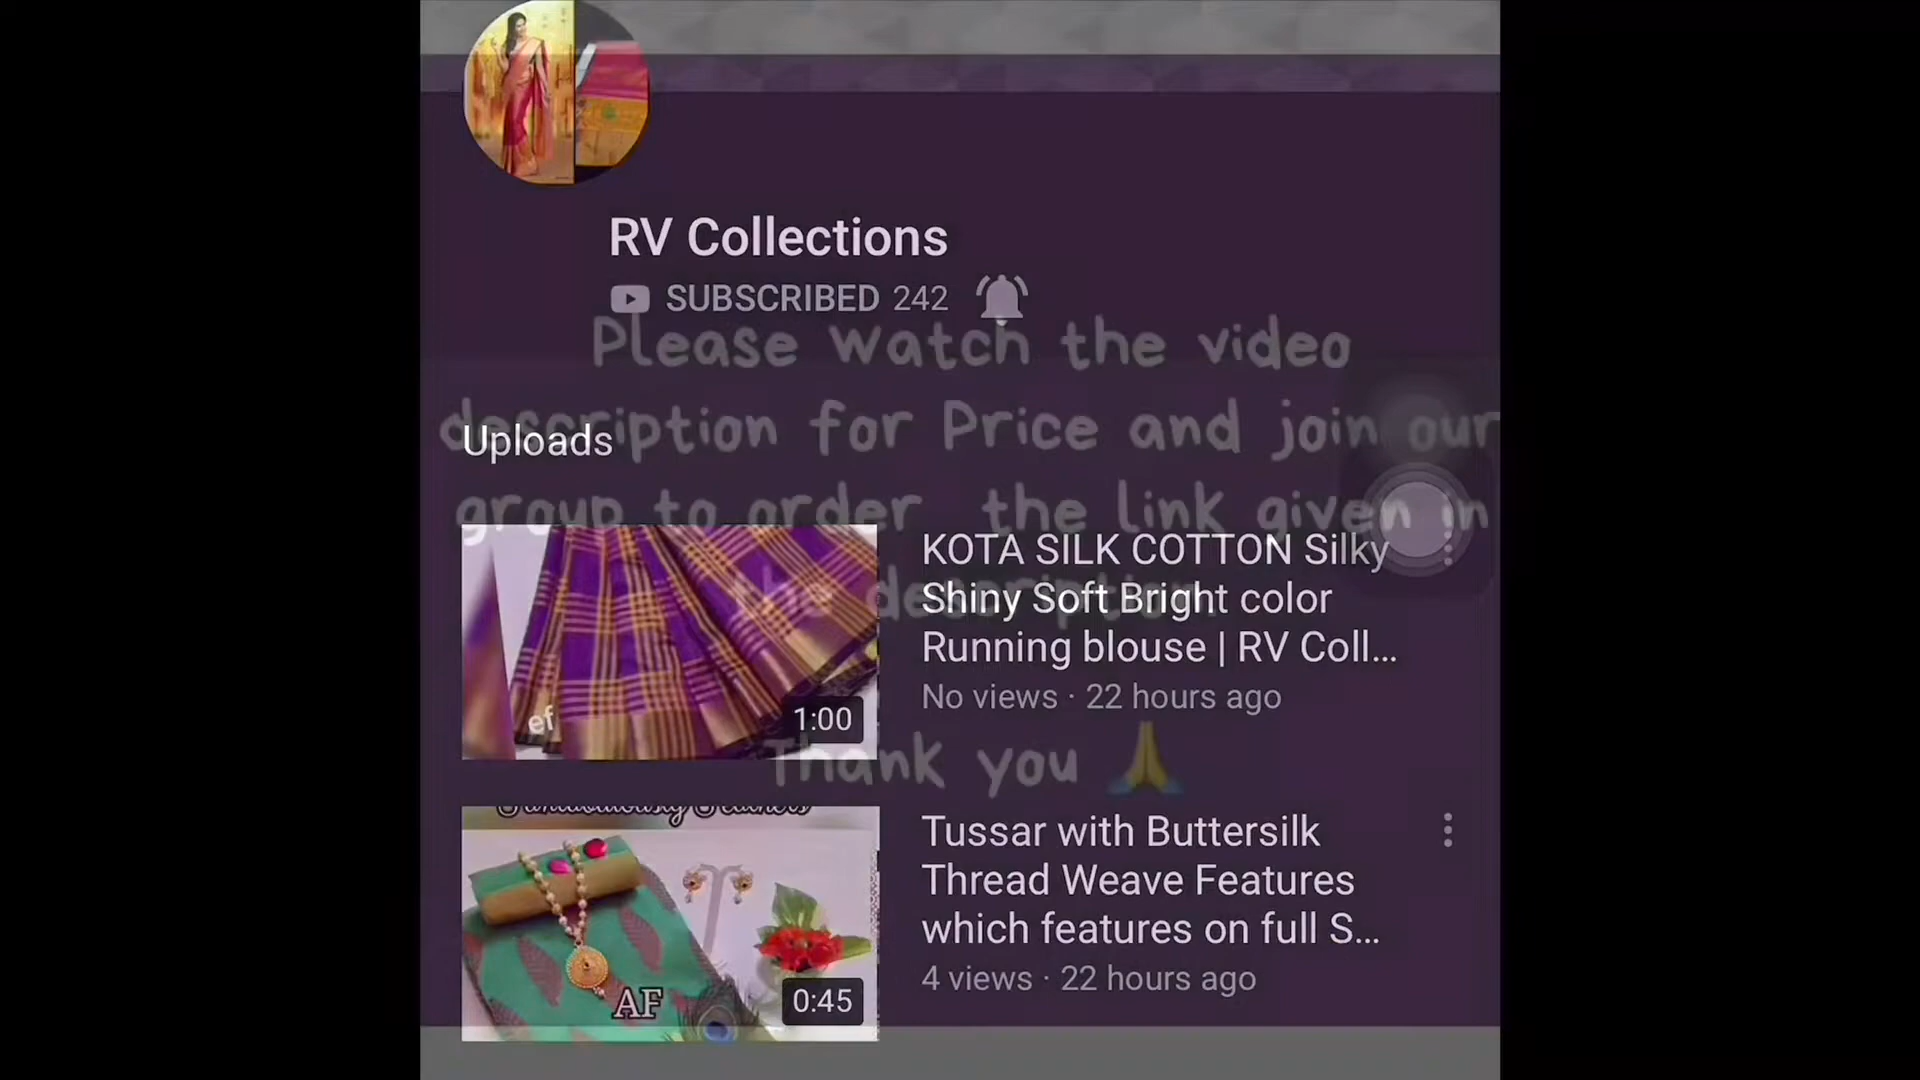 RV Collections
SUBSCRIBED 242
Please watch the video
description for Price and join our
Uploads
group to order the link given in
KOTA SILK COTTON Silky
the description
Shiny Soft Bright color
Running blouse | RV Coll...
No views · 22 hours ago
ef
1:00
Thank you 🙏
Tussar with Buttersilk
Thread Weave Features
which features on full S...
4 views · 22 hours ago
AF
0:45